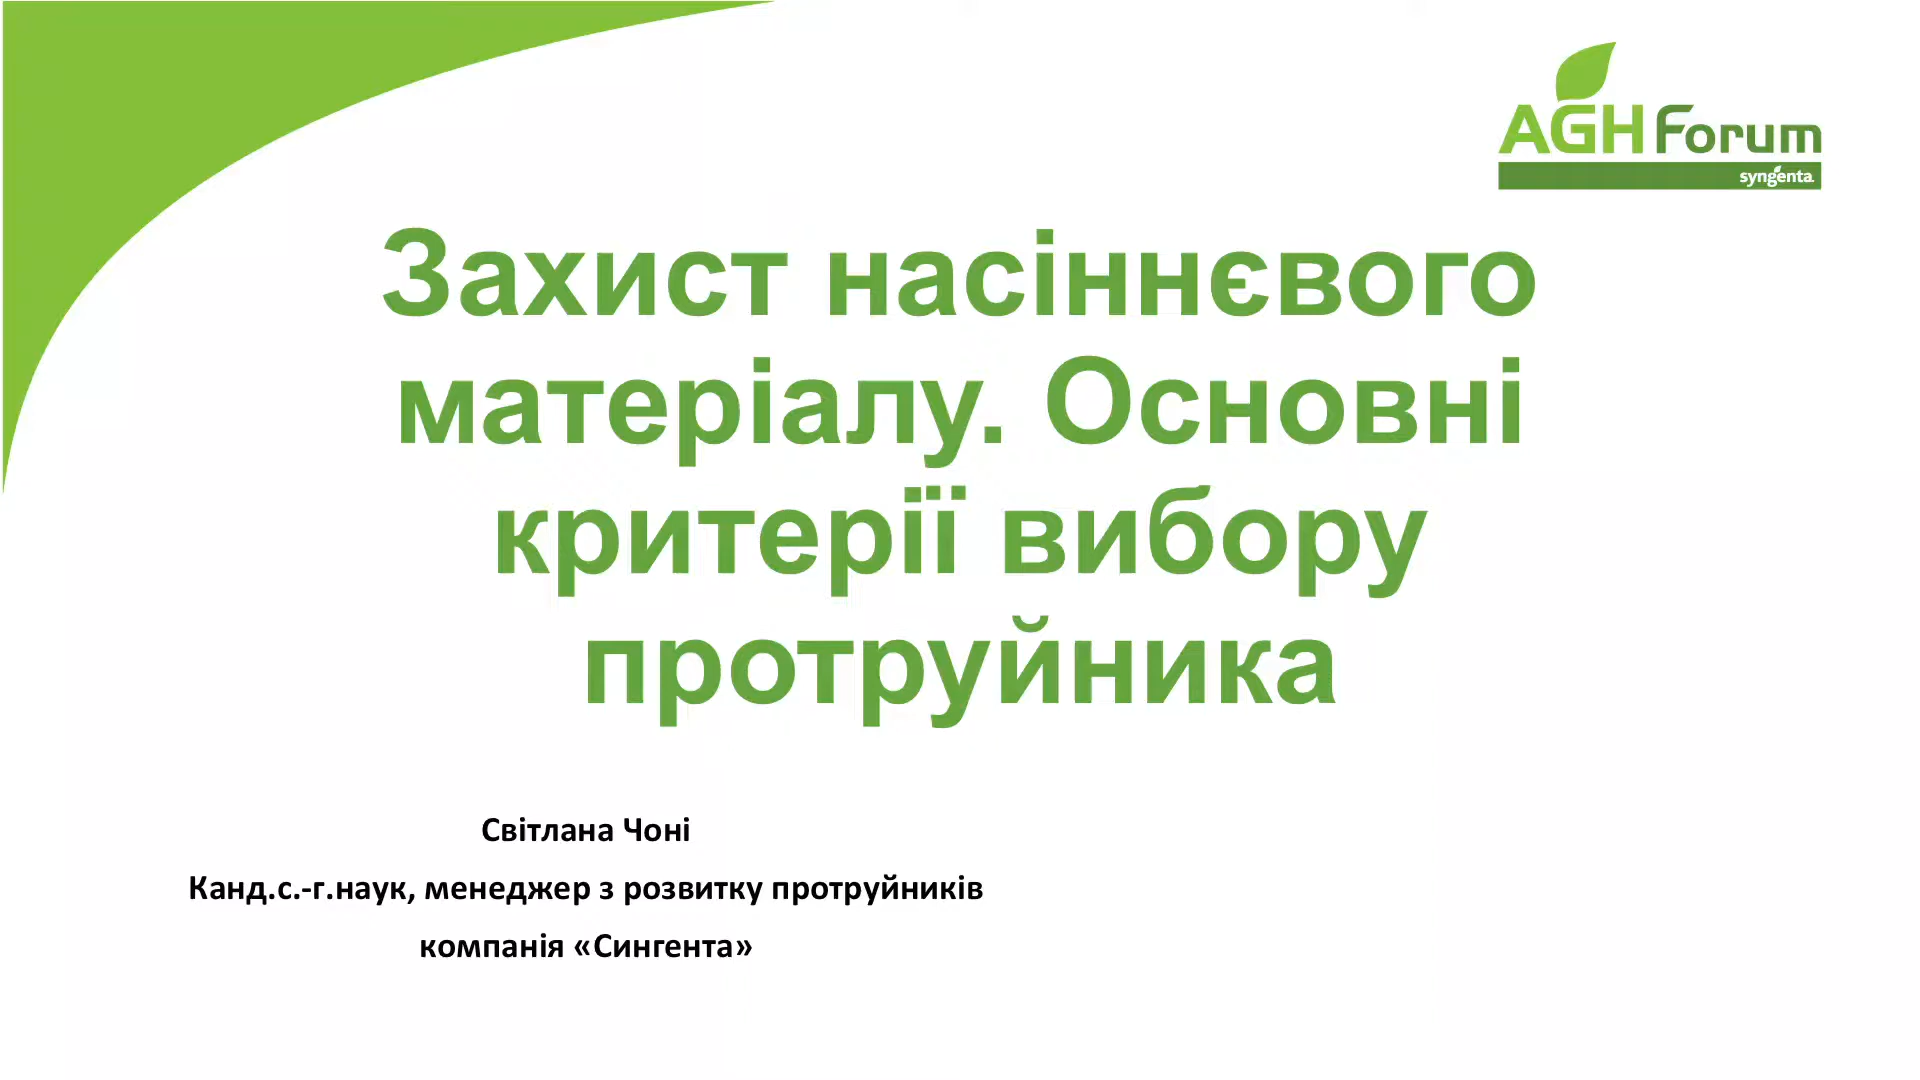 AGH Forum
syngenta
Захист насіннєвого
матеріалу. Основні
критерії вибору
протруйника
Світлана Чоні
Канд.с.-г.наук, менеджер з розвитку протруйників
компанія «Сингента»